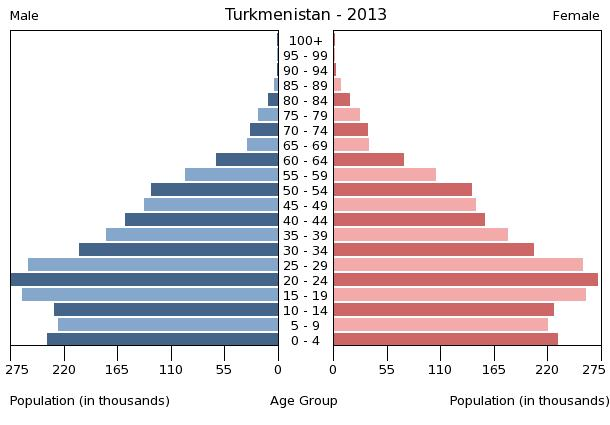 Male Turkmenistan - 2013 Female
100+
95 - 99
90 - 94
85 - 89
80 - 84
75 - 79
70 - 74
65 - 69
60 - 64
55 - 59
50 - 54
45 - 49
40 - 44
35 - 39
30 - 34
25 - 29
20 - 24
15 - 19
10 - 14
5 - 9
0 - 4
275 220 165 110 55 0 0 55 110 165 220 275
Population (in thousands) Age Group Population (in thousands)